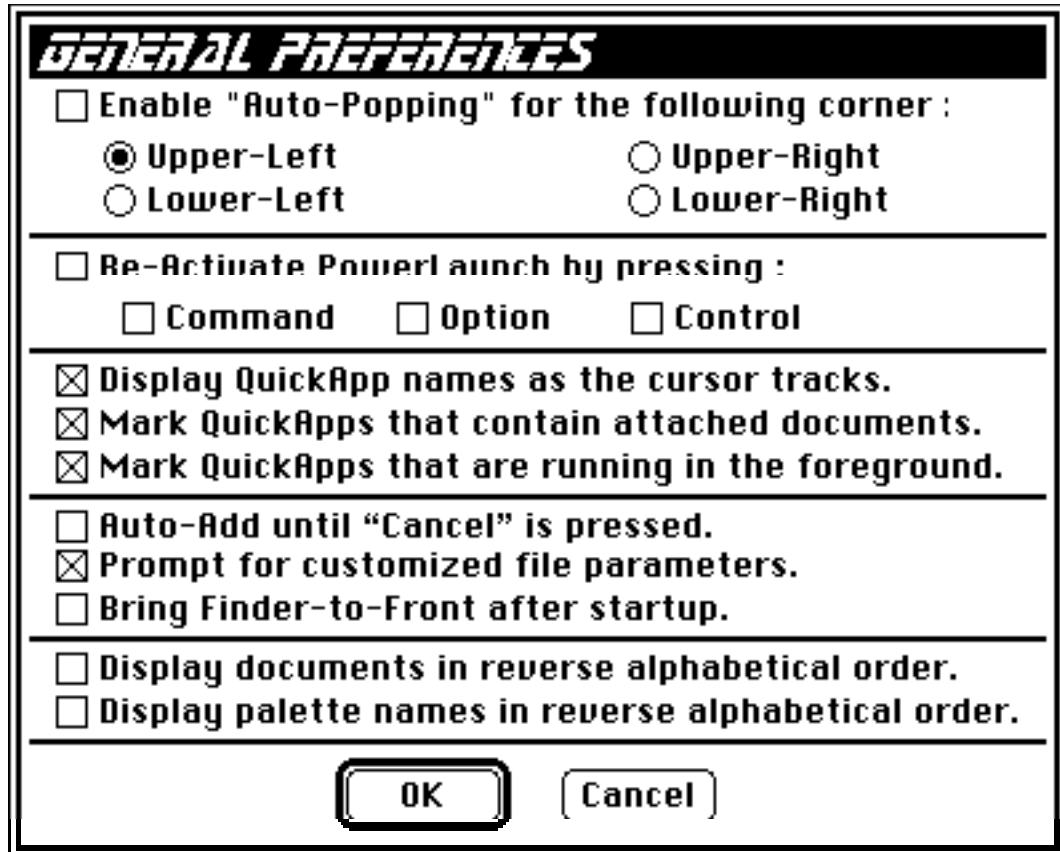 GENERAL PREFERENCES
Enable "Auto-Popping" for the following corner :
Upper-Left Upper-Right
Lower-Left Lower-Right
Re-Activate PowerLaunch by pressing :
Command Option Control
Display QuickApp names as the cursor tracks.
Mark QuickApps that contain attached documents.
Mark QuickApps that are running in the foreground.
Auto-Add until “Cancel” is pressed.
Prompt for customized file parameters.
Bring Finder-to-Front after startup.
Display documents in reverse alphabetical order.
Display palette names in reverse alphabetical order.
OK Cancel